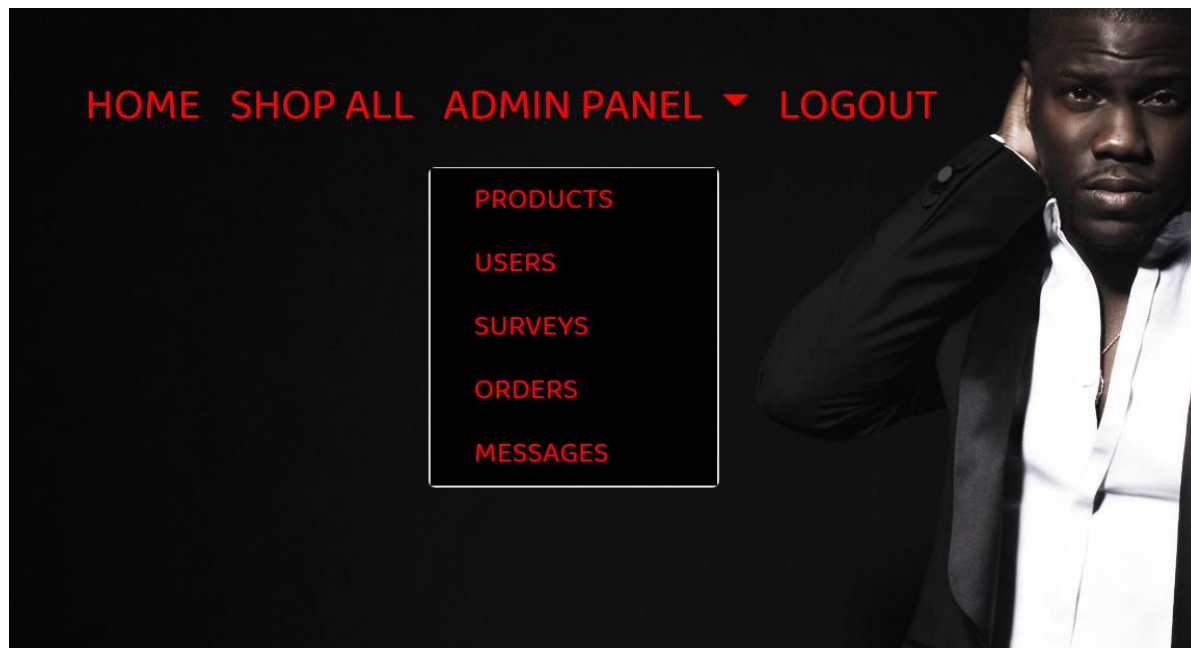 HOME SHOP ALL ADMIN PANEL LOGOUT
PRODUCTS
USERS
SURVEYS
ORDERS
MESSAGES